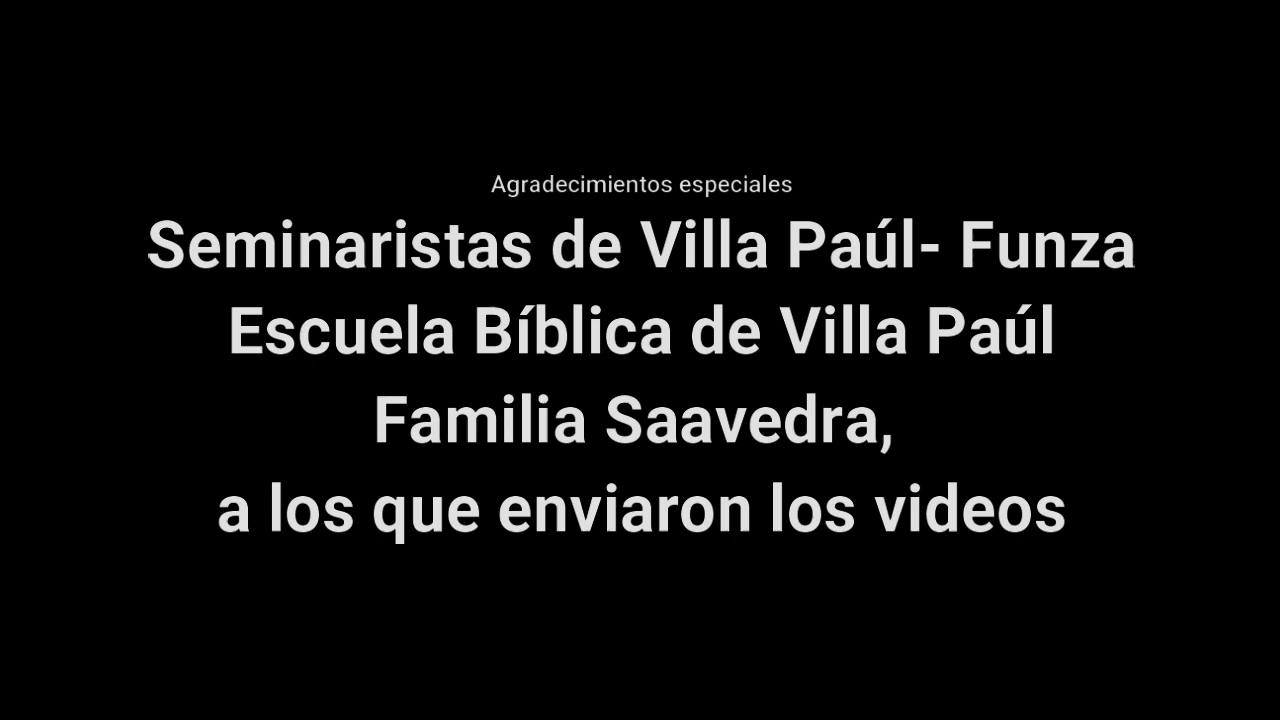 Agradecimientos especiales
Seminaristas de Villa Paúl- Funza
Escuela Bíblica de Villa Paúl
Familia Saavedra,
a los que enviaron los videos